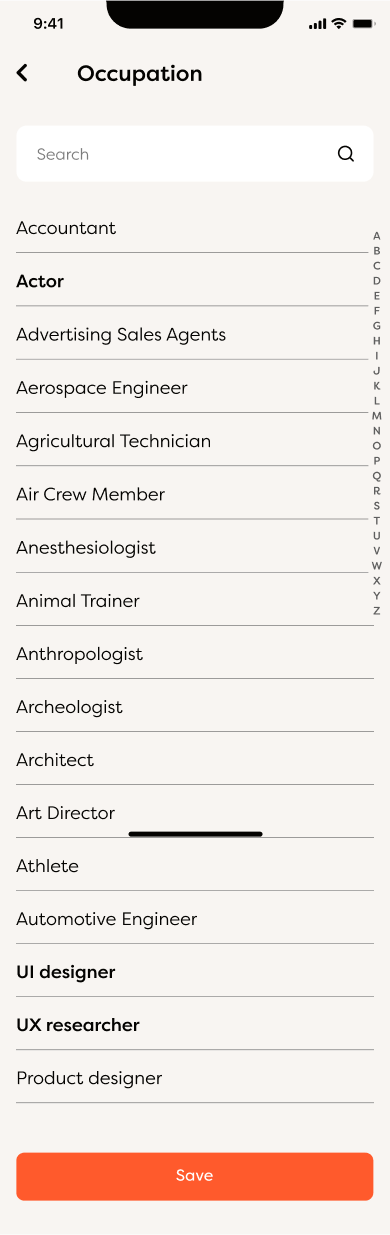 9:41
Occupation
Search
Accountant
Actor
Advertising Sales Agents
Aerospace Engineer
Agricultural Technician
Air Crew Member
Anesthesiologist
Animal Trainer
Anthropologist
Archeologist
Architect
Art Director
Athlete
Automotive Engineer
UI designer
UX researcher
Product designer
A
B
C
D
E
F
G
H
I
J
K
L
M
N
O
P
Q
R
S
T
U
V
W
X
Y
Z
Save